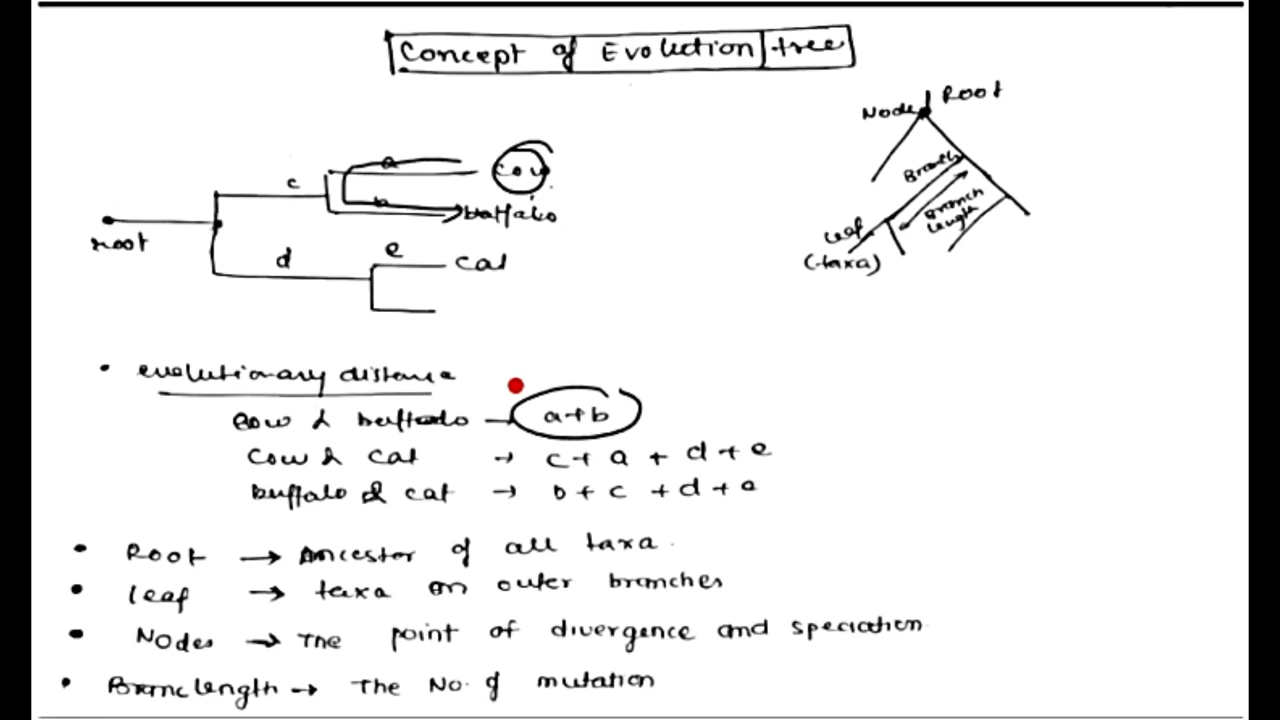 Concept of Evolution tree
Node Root
a
c
cow
b
buffalo
root
d
e
cat
Branch
Branch length
leaf
(taxa)
evolutionary distance
cow & buffalo → a+b
cow & cat → c + a + d + e
buffalo & cat → b + c + d + e
Root → Ancestor of all taxa.
leaf → taxa on outer branches
Nodes → The point of divergence and speciation
Branc length → The No. of mutation